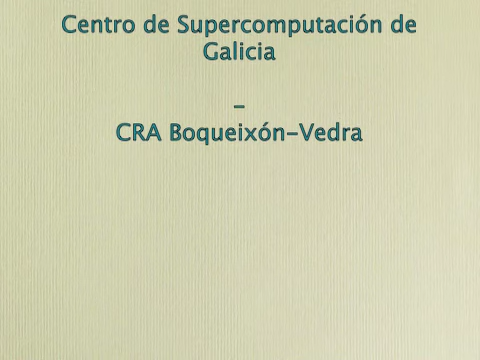 Centro de Supercomputación de
Galicia
-
CRA Boqueixón-Vedra